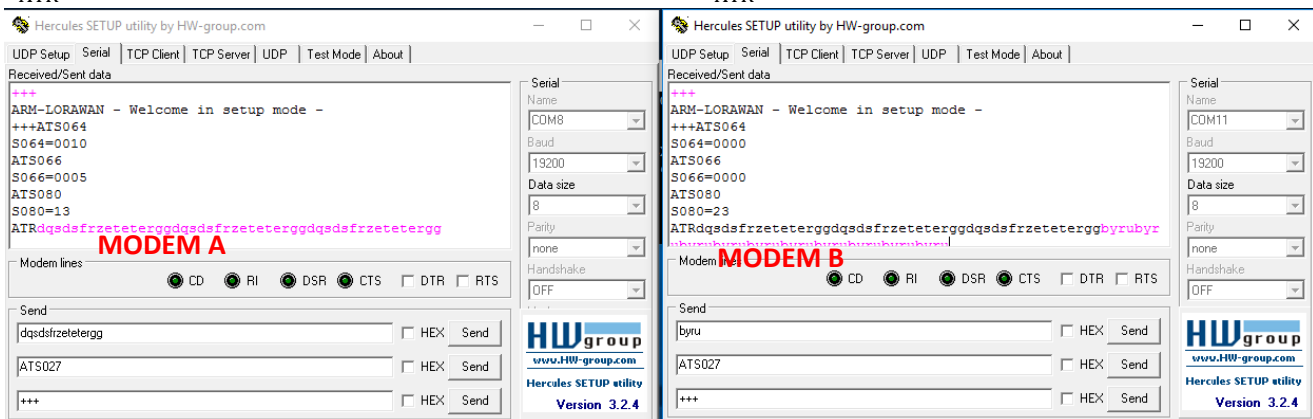 Hercules SETUP utility by HW-group.com
UDP Setup Serial TCP Client TCP Server UDP Test Mode About
Received/Sent data
+++
ARM-LORAWAN - Welcome in setup mode -
+++ATS064
S064=0010
ATS066
S066=0005
ATS080
S080=13
ATRdqsdsfrzeteterggdqsdsfrzeteterggdqsdsfrzetetergg
MODEM A
Modem lines
CD RI DSR CTS DTR RTS
Serial
Name
COM8
Baud
19200
Data size
8
Parity
none
Handshake
OFF
Send
dqsdsfrzetetergg HEX Send
ATS027 HEX Send
+++ HEX Send
HW group
www.HW-group.com
Hercules SETUP utility
Version 3.2.4
Hercules SETUP utility by HW-group.com
UDP Setup Serial TCP Client TCP Server UDP Test Mode About
Received/Sent data
+++
ARM-LORAWAN - Welcome in setup mode -
+++ATS064
S064=0000
ATS066
S066=0000
ATS080
S080=23
ATRdqsdsfrzeteterggdqsdsfrzeteterggdqsdsfrzeteterggbyrubyr
MODEM B
Modem lines
CD RI DSR CTS DTR RTS
Serial
Name
COM11
Baud
19200
Data size
8
Parity
none
Handshake
OFF
Send
byru HEX Send
ATS027 HEX Send
+++ HEX Send
HW group
www.HW-group.com
Hercules SETUP utility
Version 3.2.4